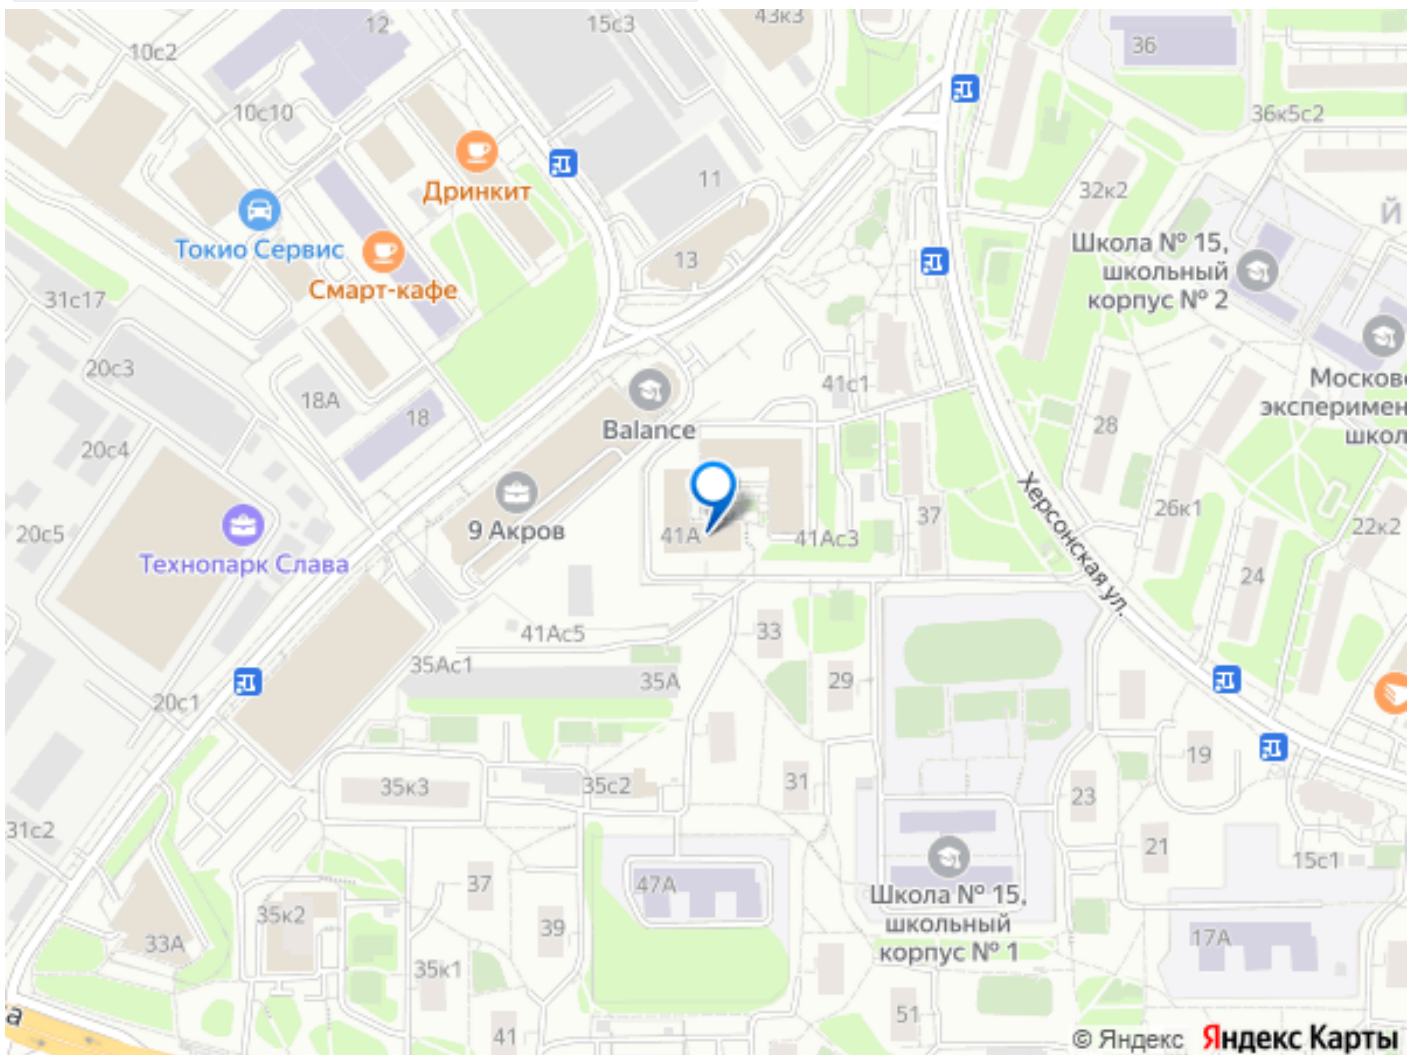 12
15с3
43к3
36
10с2
10с10
36к5с2
11
Дринкит
32к2
Й
Токио Сервис
Школа № 15,
школьный
корпус № 2
13
Смарт-кафе
31с17
20с3
18А
41с1
Московс
эксперимен
школ
18
Balance
28
20с4
Херсонская ул.
26к1
22к2
20с5
9 Акров
41А
41Ас3
37
Технопарк Слава
24
41Ас5
33
35Ас1
35А
29
20с1
19
35к3
35с2
31
23
31с2
21
15с1
37
47А
Школа № 15,
школьный
корпус № 1
35к2
39
33А
17А
35к1
51
41
а
© Яндекс Яндекс Карты